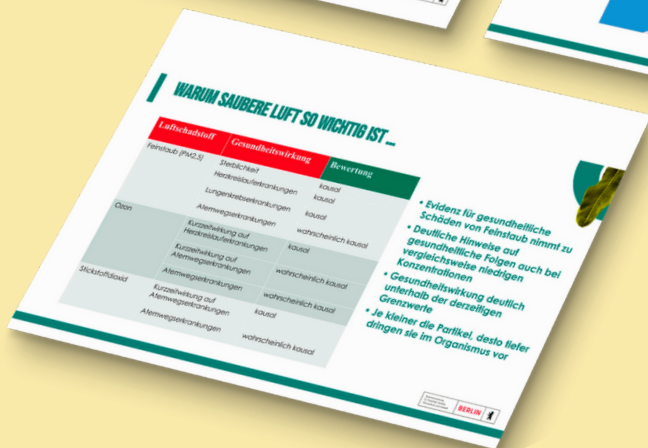 WARUM SAUBERE LUFT SO WICHTIG IST ...
Luftschadstoff Gesundheitswirkung Bewertung
Feinstaub (PM2,5) Sterblichkeit kausal
Herzkreislauferkrankungen kausal
Lungenkrebserkrankungen kausal
Atemwegserkrankungen wahrscheinlich kausal
Ozon Kurzzeitwirkung auf
Herzkreislauferkrankungen kausal
Kurzzeitwirkung auf
Atemwegserkrankungen wahrscheinlich kausal
Atemwegserkrankungen wahrscheinlich kausal
Stickstoffdioxid Kurzzeitwirkung auf
Atemwegserkrankungen kausal
Atemwegserkrankungen wahrscheinlich kausal
• Evidenz für gesundheitliche
Schäden von Feinstaub nimmt zu
• Deutliche Hinweise auf
gesundheitliche Folgen auch bei
vergleichsweise niedrigen
Konzentrationen
• Gesundheitswirkung deutlich
unterhalb der derzeitigen
Grenzwerte
• Je kleiner die Partikel, desto tiefer
dringen sie im Organismus vor
BERLIN